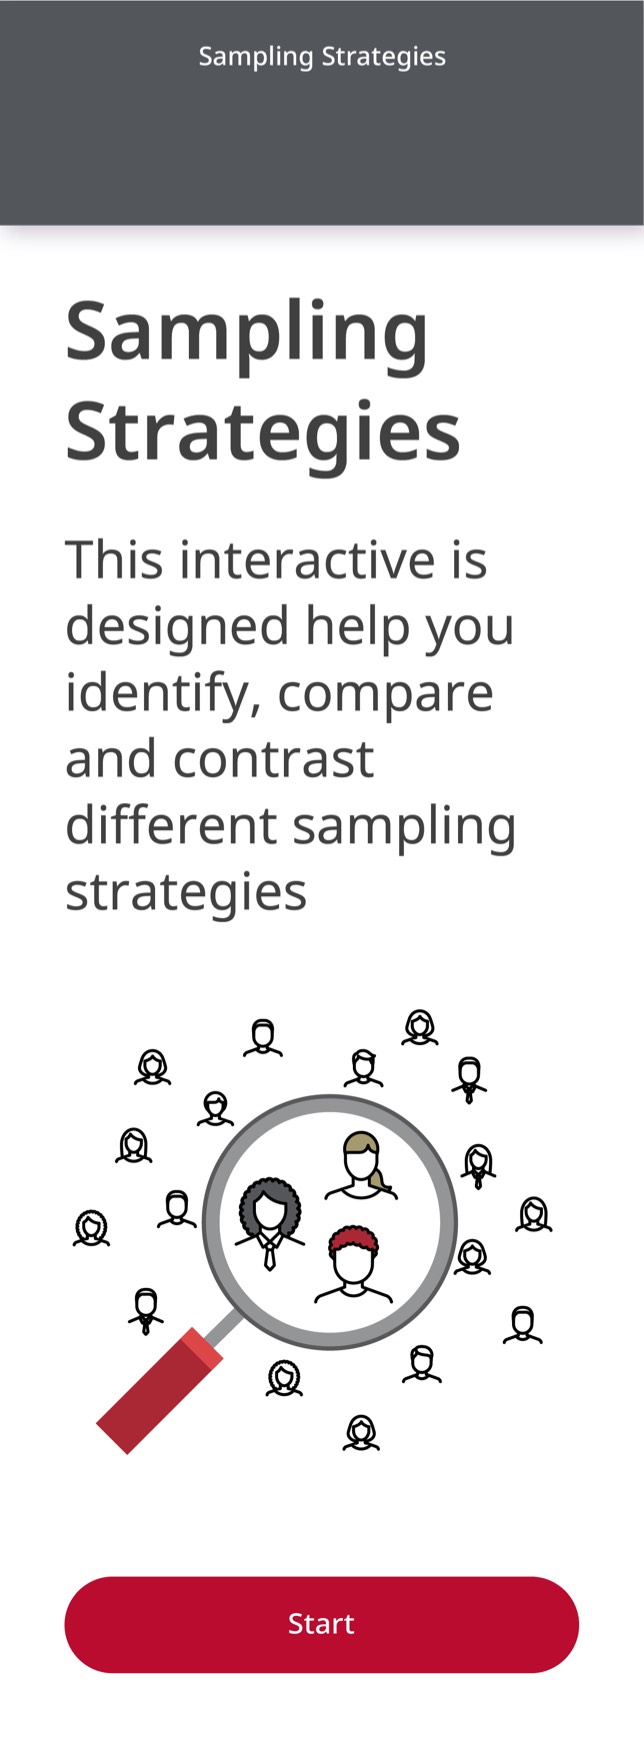 Sampling Strategies
Sampling
Strategies
This interactive is
designed help you
identify, compare
and contrast
different sampling
strategies
Start